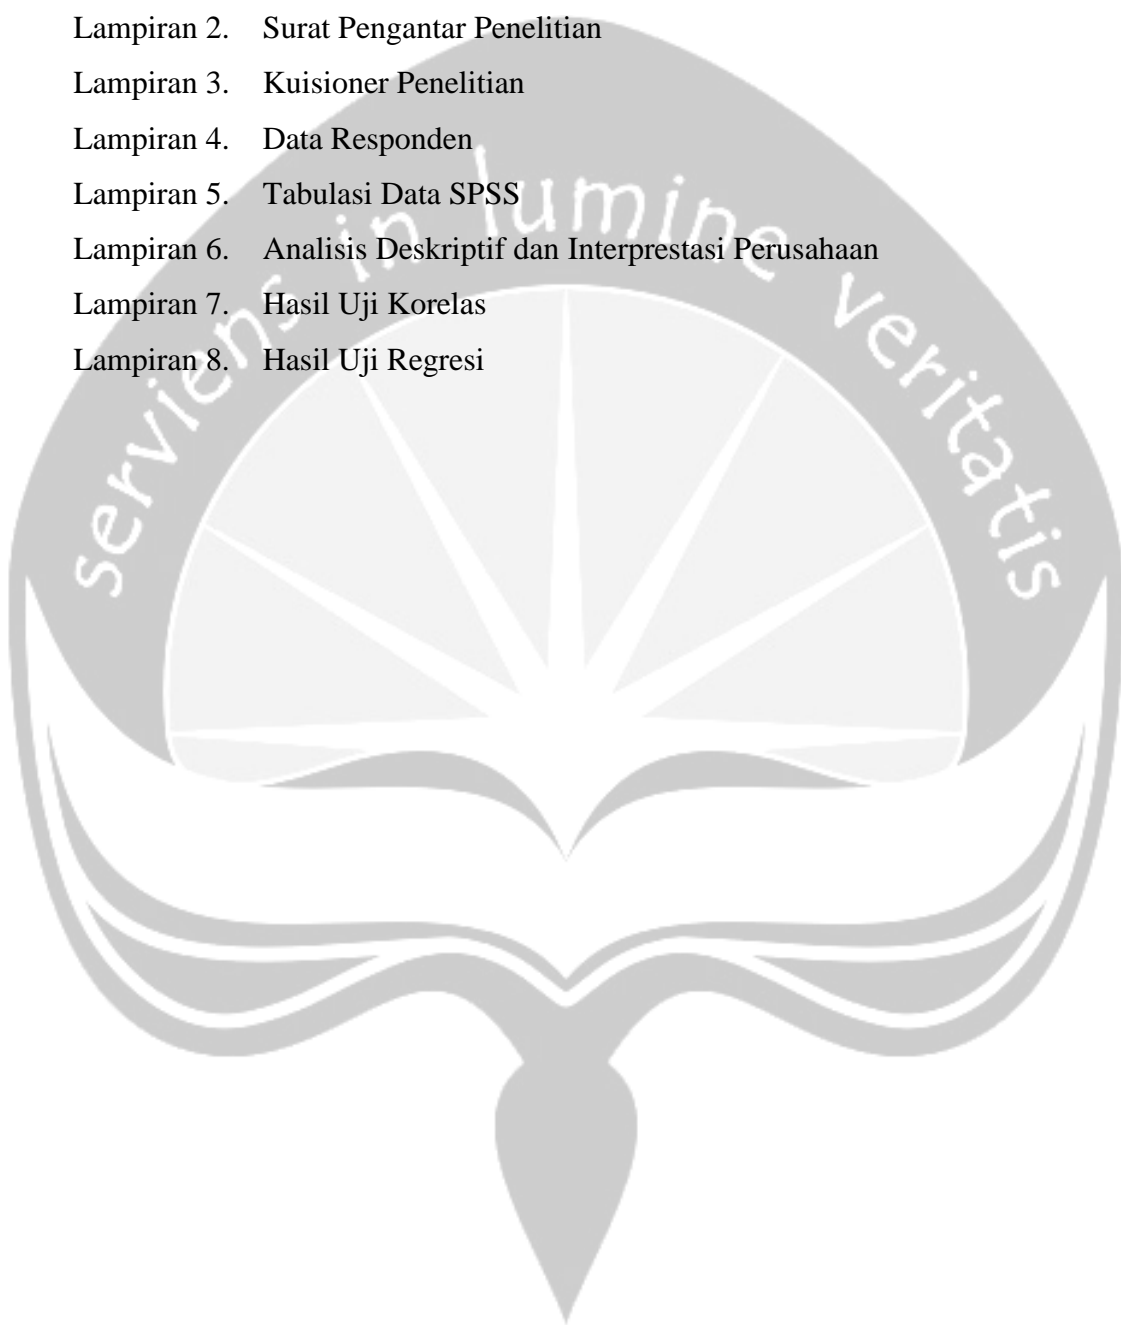 Lampiran 2. Surat Pengantar Penelitian
Lampiran 3. Kuisioner Penelitian
Lampiran 4. Data Responden
Lampiran 5. Tabulasi Data SPSS
Lampiran 6. Analisis Deskriptif dan Interprestasi Perusahaan
Lampiran 7. Hasil Uji Korelas
Lampiran 8. Hasil Uji Regresi
serviens in lumine veritatis